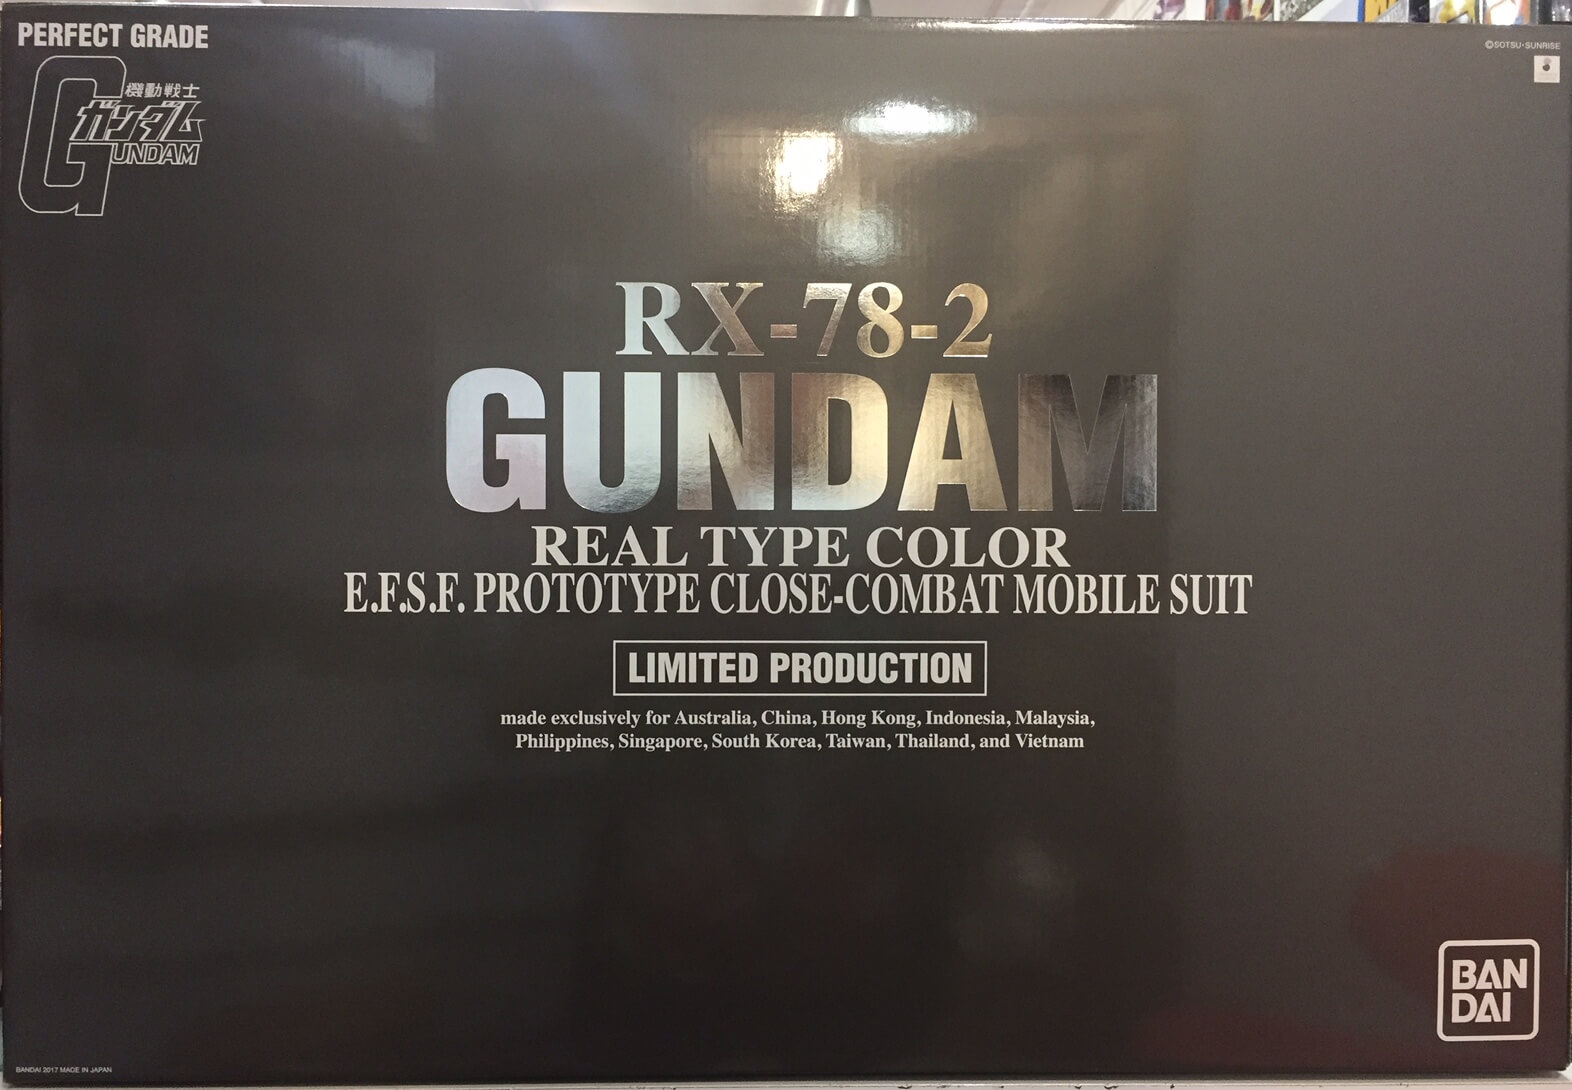 PERFECT GRADE
機動戦士
ガンダム
GUNDAM
©SOTSU・SUNRISE
RX-78-2
GUNDAM
REAL TYPE COLOR
E.F.S.F. PROTOTYPE CLOSE-COMBAT MOBILE SUIT
LIMITED PRODUCTION
made exclusively for Australia, China, Hong Kong, Indonesia, Malaysia,
Philippines, Singapore, South Korea, Taiwan, Thailand, and Vietnam
BAN
DAI
BANDAI 2017 MADE IN JAPAN